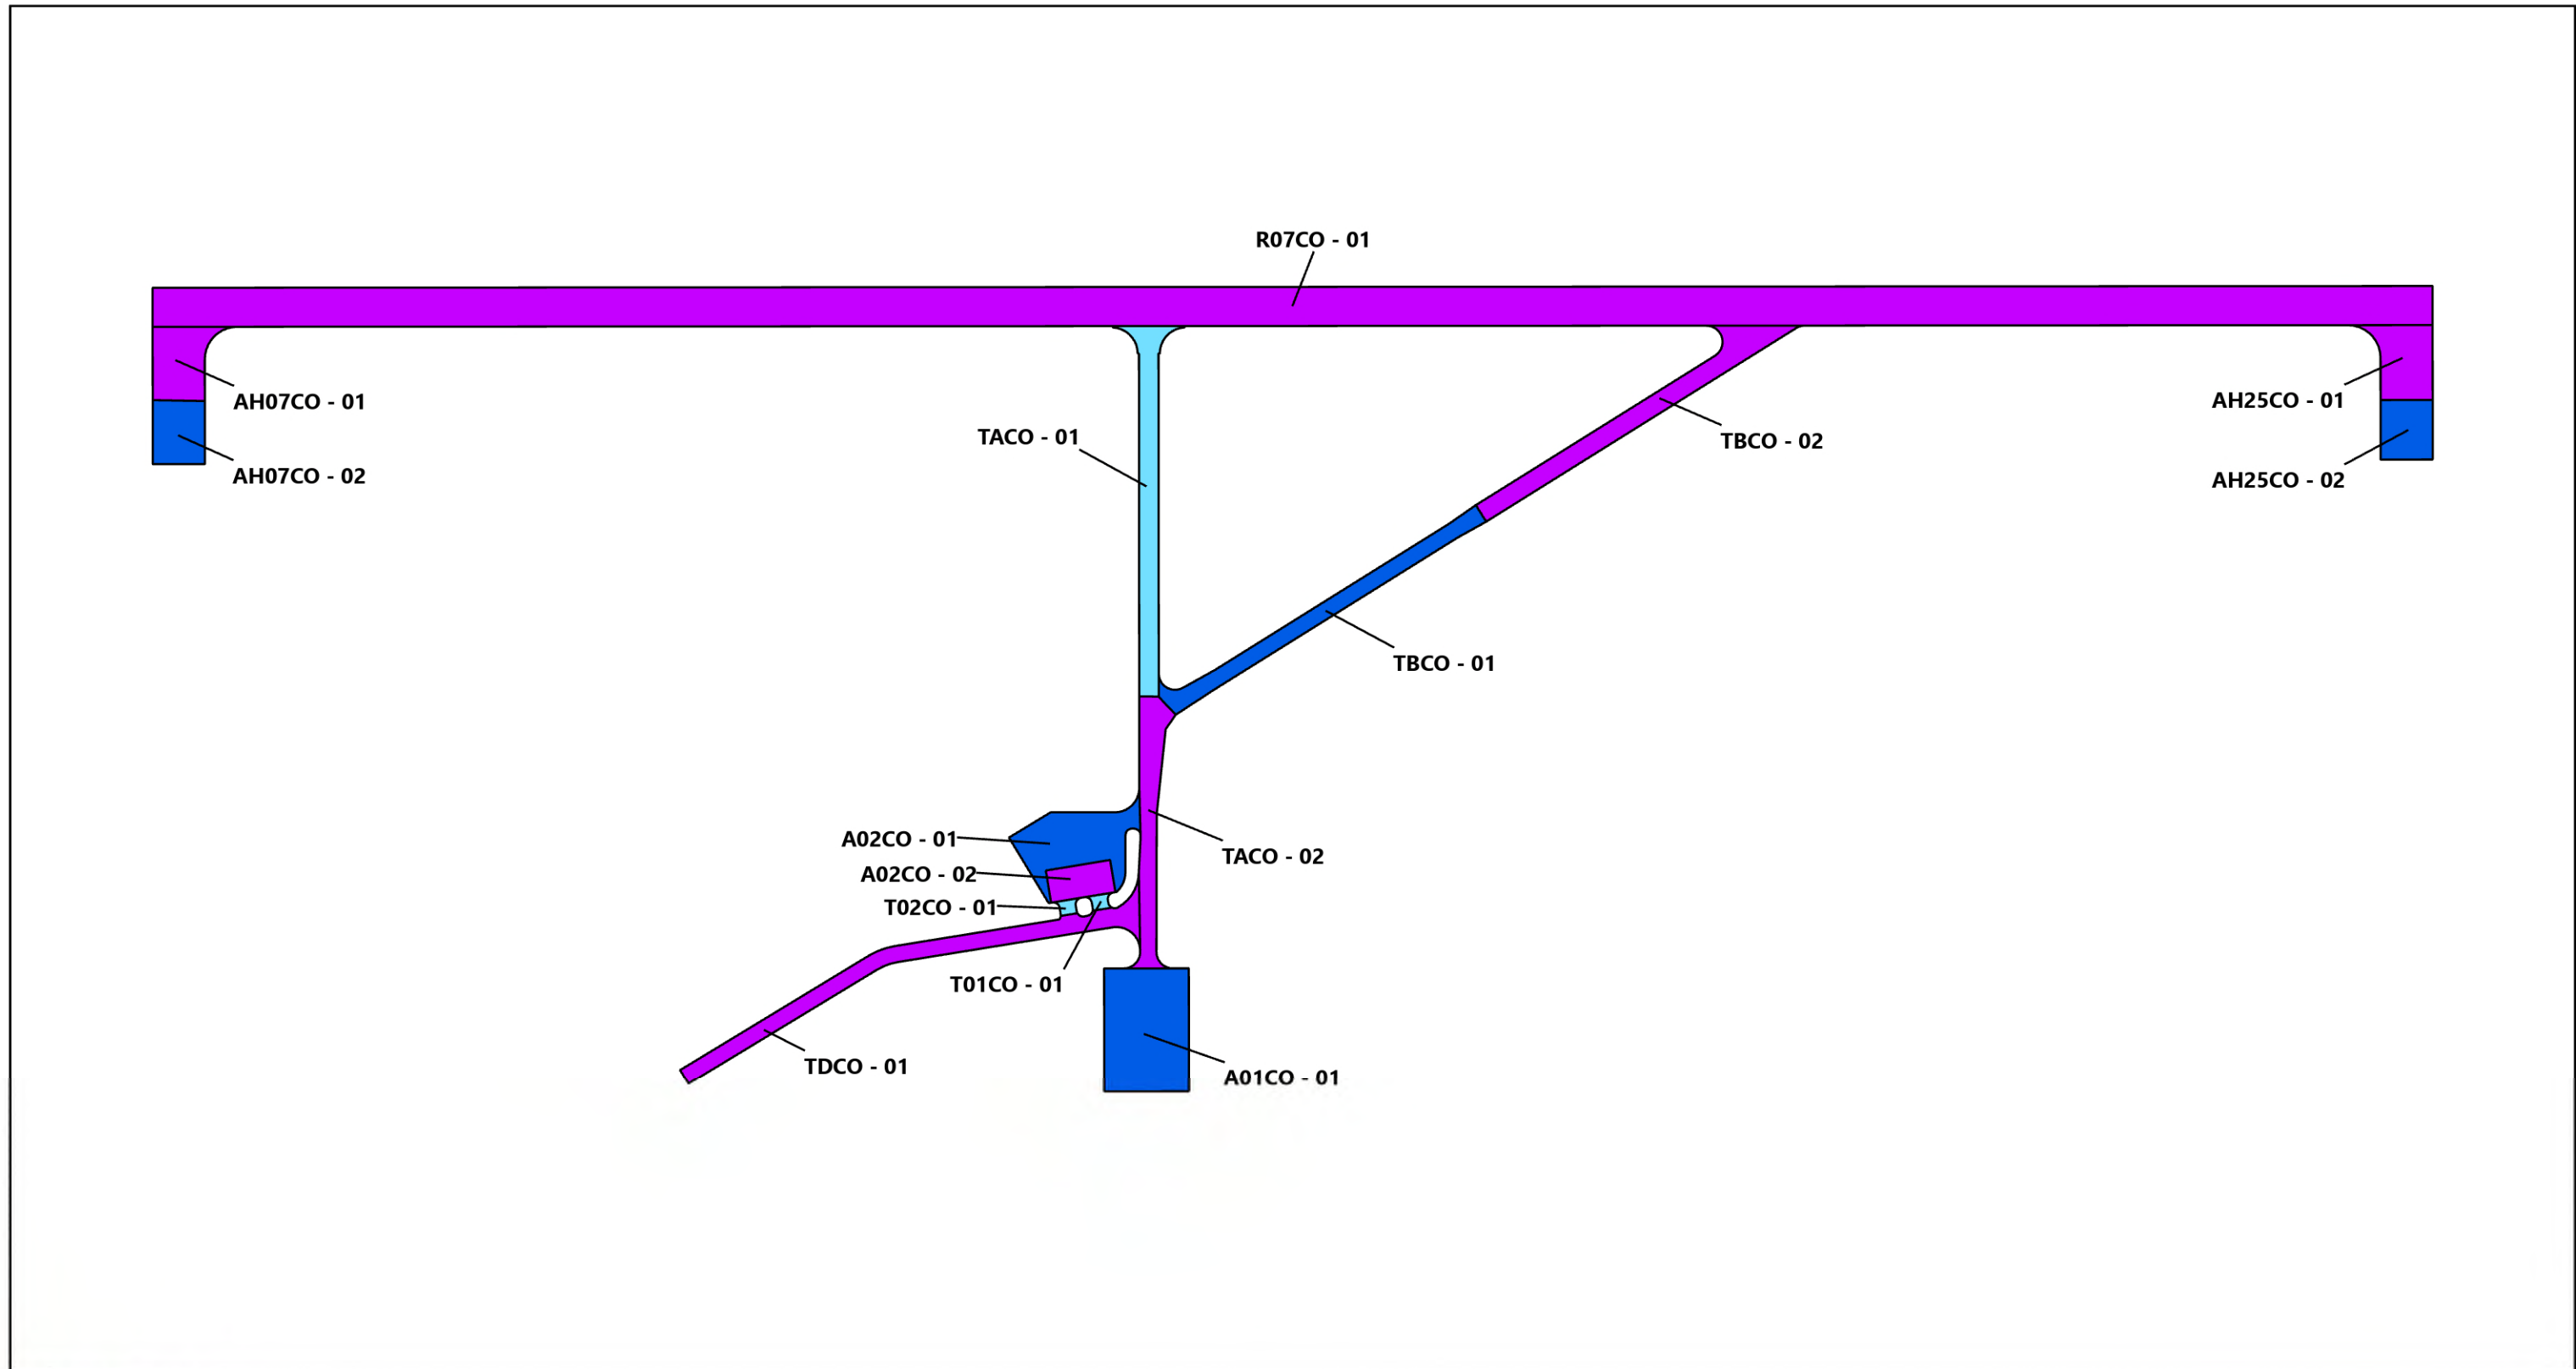 R07CO - 01
AH07CO - 01
AH25CO - 01
TACO - 01
TBCO - 02
AH07CO - 02
AH25CO - 02
TBCO - 01
A02CO - 01
TACO - 02
A02CO - 02
T02CO - 01
T01CO - 01
TDCO - 01
A01CO - 01